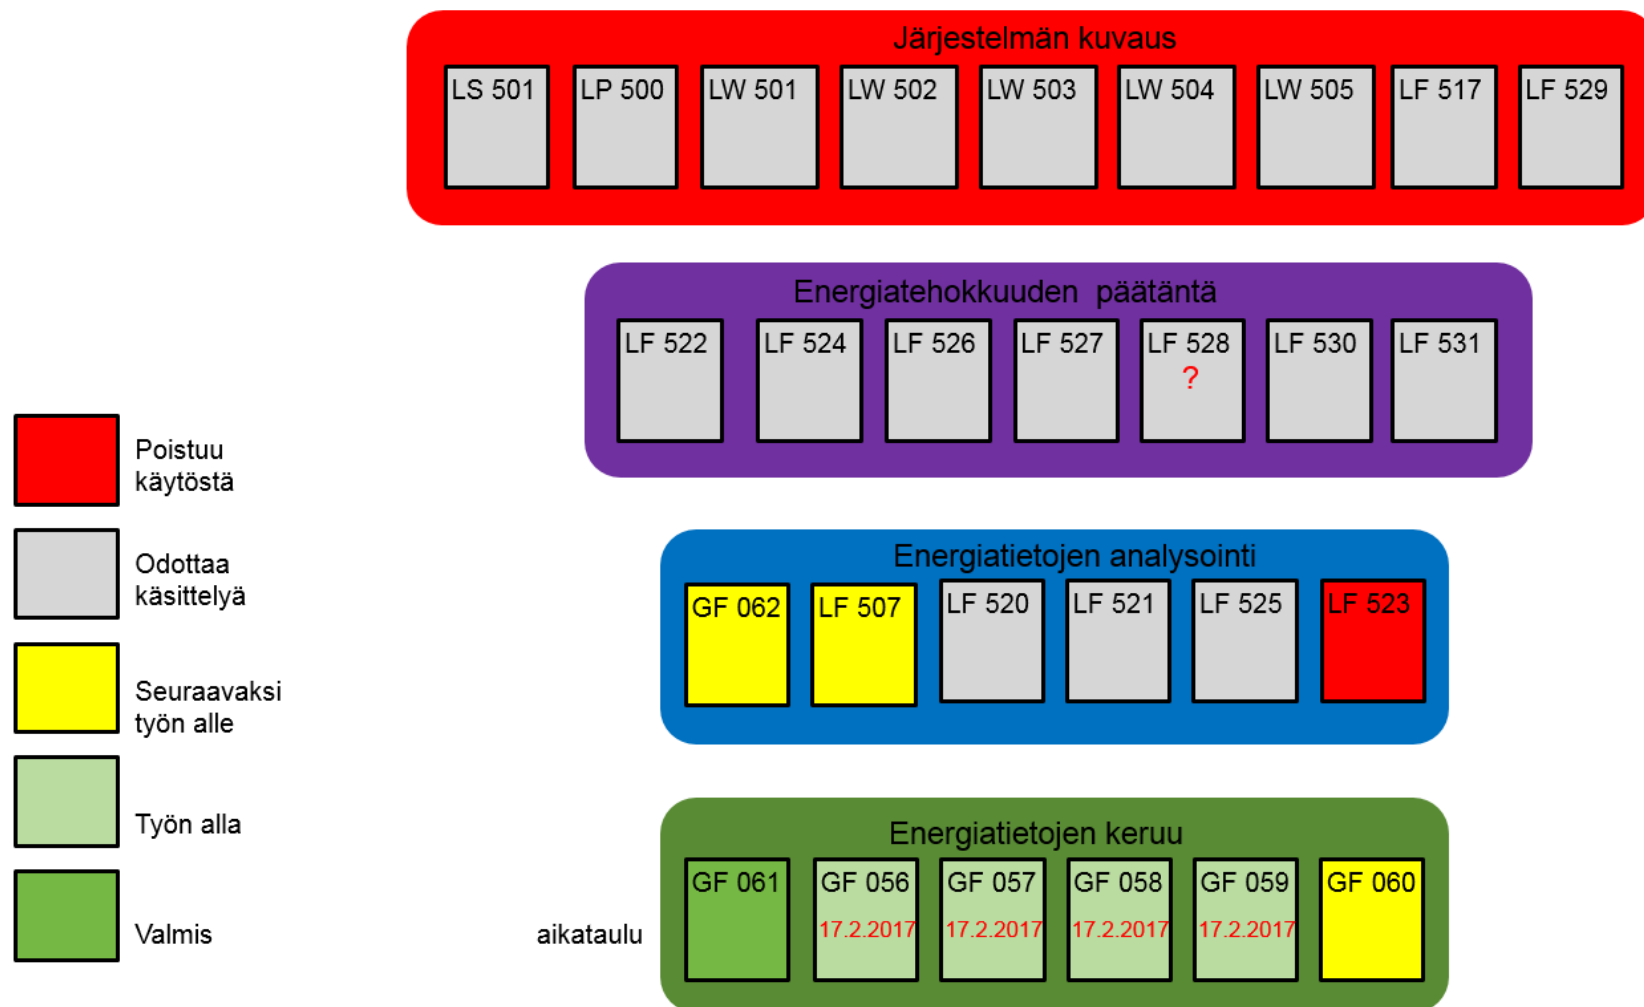 Järjestelmän kuvaus
LS 501 LP 500 LW 501 LW 502 LW 503 LW 504 LW 505 LF 517 LF 529
Energiatehokkuuden päätäntä
LF 522 LF 524 LF 526 LF 527 LF 528 LF 530 LF 531
?
Poistuu
käytöstä
Odottaa
käsittelyä
Seuraavaksi
työn alle
Työn alla
Valmis
Energiatietojen analysointi
GF 062 LF 507 LF 520 LF 521 LF 525 LF 523
Energiatietojen keruu
GF 061 GF 056 GF 057 GF 058 GF 059 GF 060
aikataulu 17.2.2017 17.2.2017 17.2.2017 17.2.2017